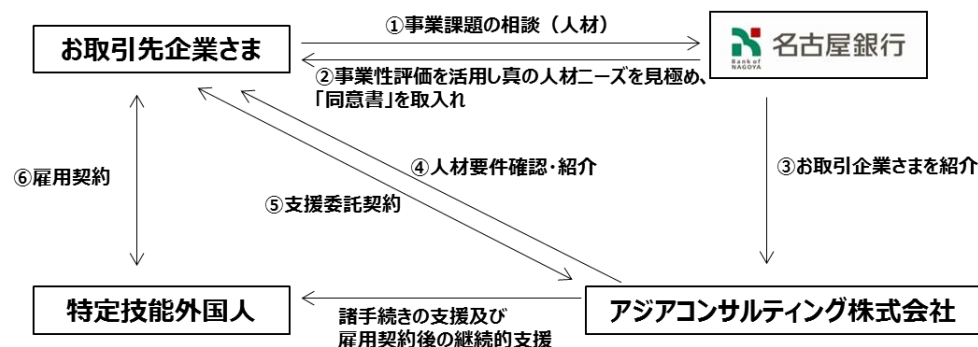 ①事業課題の相談（人材）
お取引先企業さま
Bank of NAGOYA
名古屋銀行
②事業性評価を活用し真の人材ニーズを見極め、
「同意書」を取入れ
④人材要件確認・紹介
③お取引企業さまを紹介
⑥雇用契約
⑤支援委託契約
特定技能外国人
アジアコンサルティング株式会社
諸手続きの支援及び
雇用契約後の継続的支援